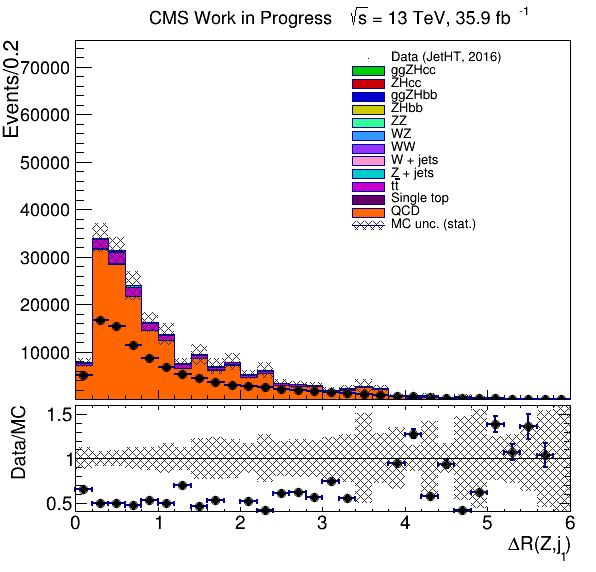 CMS Work in Progress √s = 13 TeV, 35.9 fb⁻¹
Events/0.2
70000
60000
50000
40000
30000
20000
10000
Data (JetHT, 2016)
ggZHcc
ZHcc
ggZHbb
ZHbb
ZZ
WZ
WW
W + jets
Z + jets
tt̅
Single top
QCD
MC unc. (stat.)
Data/MC
1.5
1
0.5
0 1 2 3 4 5 6
ΔR(Z,j₁)